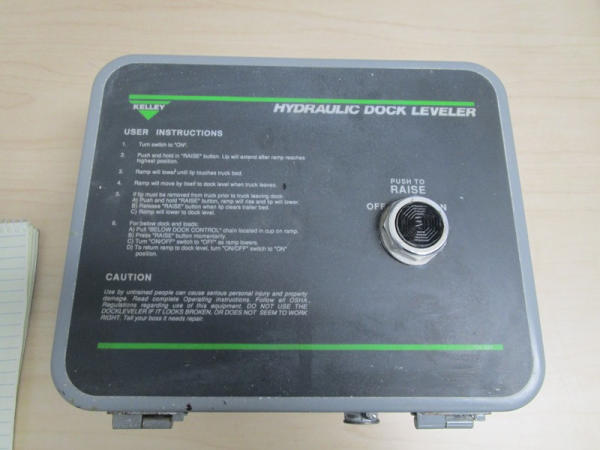 KELLEY
HYDRAULIC DOCK LEVELER
USER INSTRUCTIONS
1. Turn switch to "ON".
2. Push and hold in "RAISE" button. Lip will extend after ramp reaches
highest position.
3. Ramp will lower until lip touches truck bed.
4. Ramp will move by itself to dock level when truck leaves.
5. If lip must be removed from truck prior to truck leaving dock:
A) Push and hold "RAISE" button, ramp will rise and lip will lower.
B) Release "RAISE" button when lip clears trailer bed.
C) Ramp will lower to dock level.
6. For below dock end loads:
A) Pull "BELOW DOCK CONTROL" chain located in cup on ramp.
B) Press "RAISE" button momentarily.
C) Turn "ON/OFF" switch to "OFF" as ramp lowers.
D) To return ramp to dock level, turn "ON/OFF" switch to "ON"
position.
PUSH TO
RAISE
OFF ON
CAUTION
Use by untrained people can cause serious personal injury and property
damage. Read complete Operating instructions. Follow all OSHA
Regulations regarding use of this equipment. DO NOT USE THE
DOCKLEVELER IF IT LOOKS BROKEN, OR DOES NOT SEEM TO WORK
RIGHT. Tell your boss it needs repair.